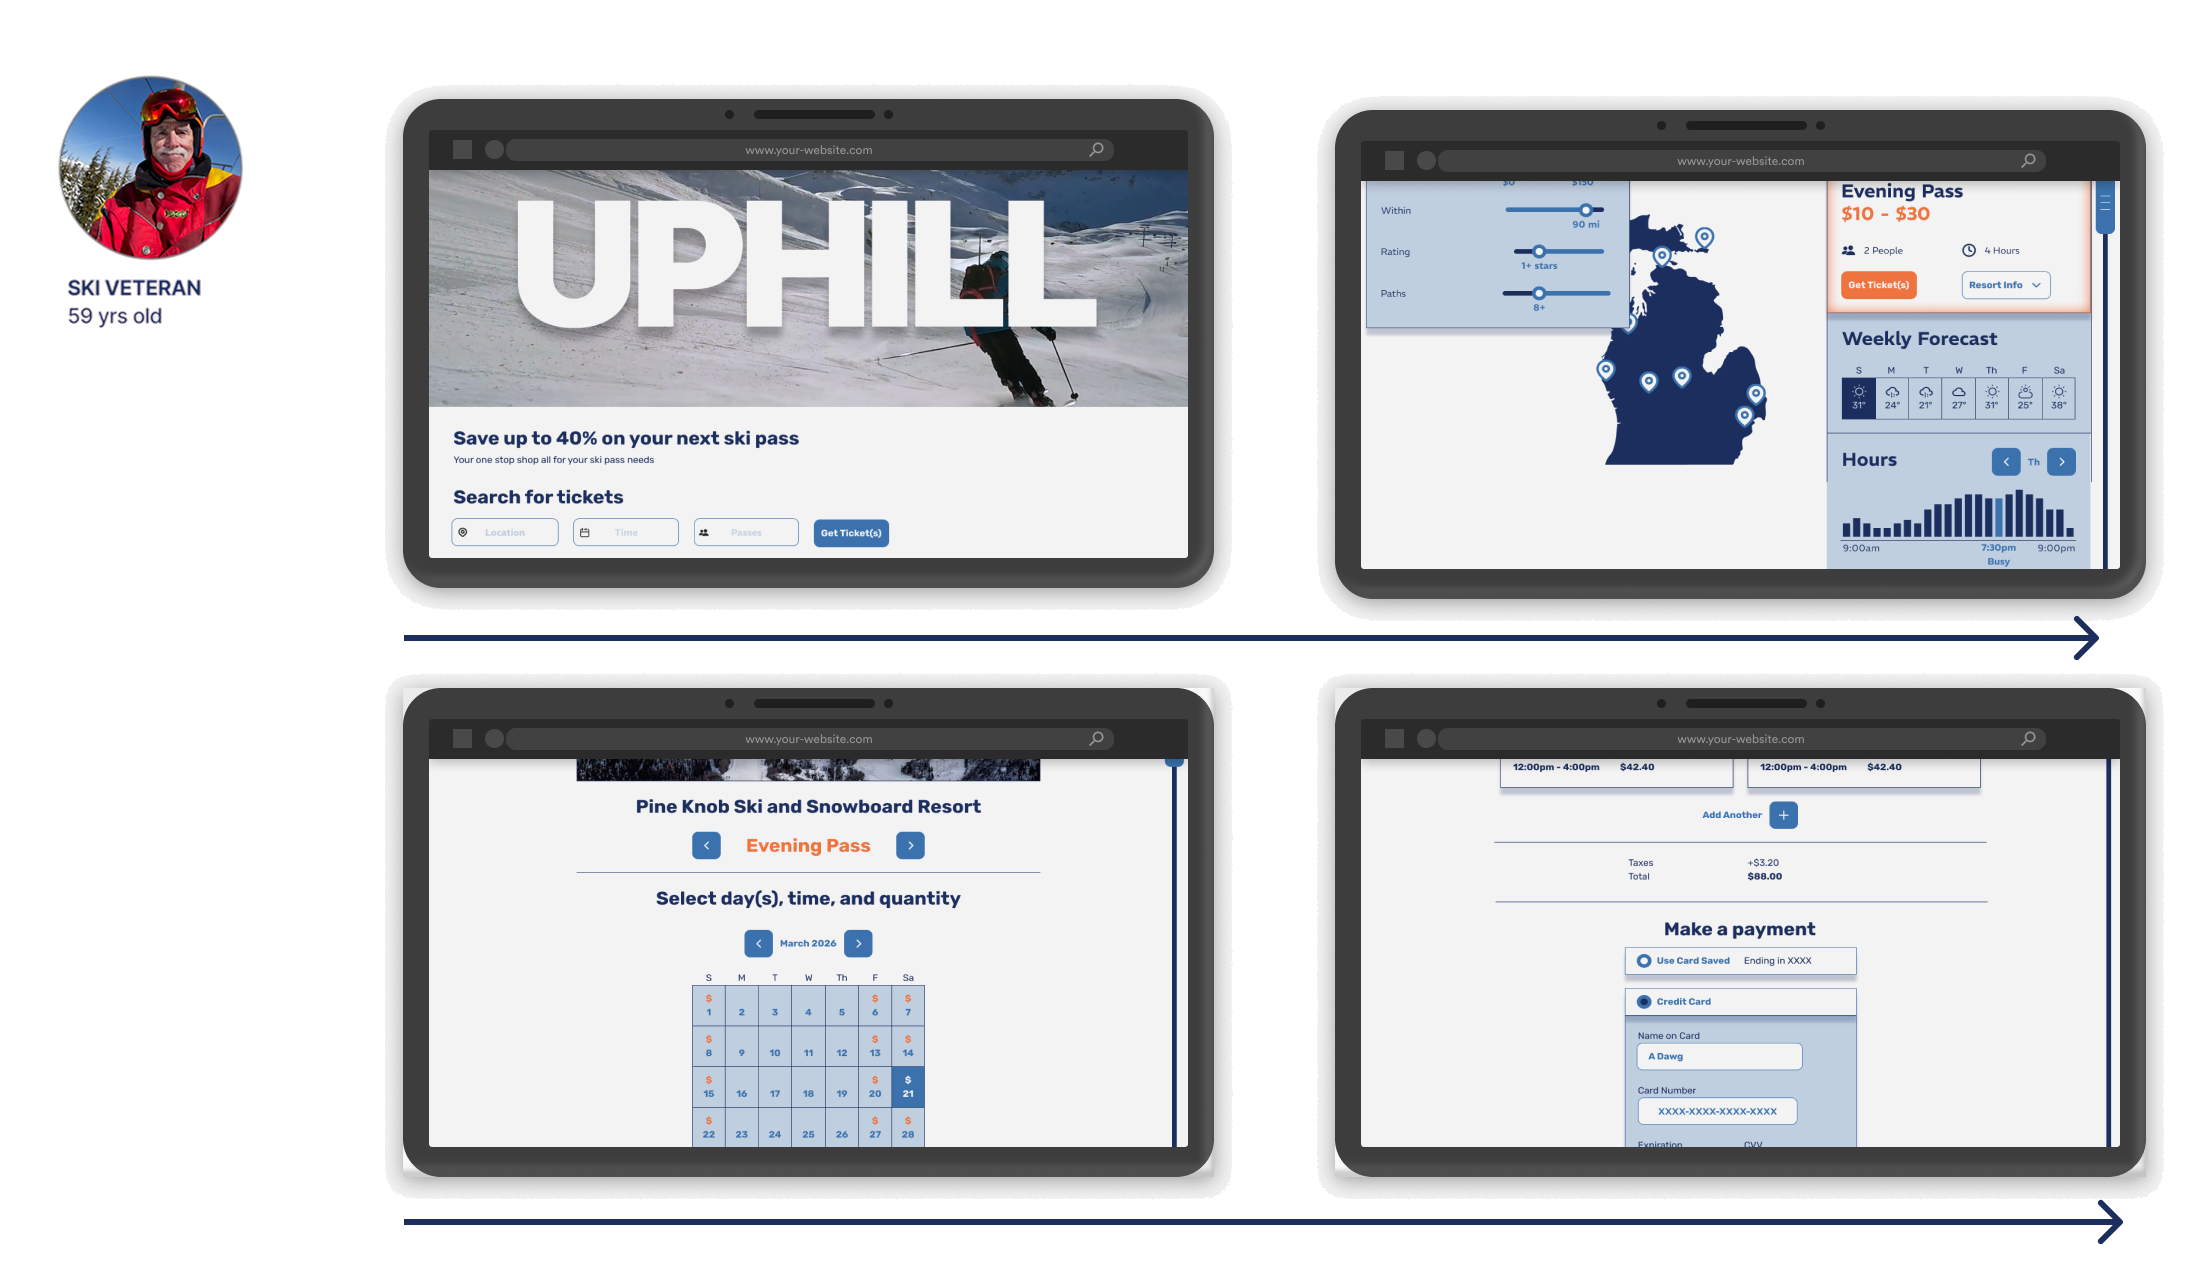 SKI VETERAN
59 yrs old
www.your-website.com
UPHILL
Save up to 40% on your next ski pass
Your one stop shop all for your ski pass needs
Search for tickets
Location Time Passes Get Ticket(s)
www.your-website.com
$0 $150
Within
90 mi
Rating
1+ stars
Paths
8+
Evening Pass
$10 - $30
2 People 4 Hours
Get Ticket(s) Resort Info
Weekly Forecast
S M T W Th F Sa
31° 24° 21° 27° 31° 25° 38°
Hours
Th
9:00am 7:30pm 9:00pm
Busy
www.your-website.com
Pine Knob Ski and Snowboard Resort
Evening Pass
Select day(s), time, and quantity
March 2026
S M T W Th F Sa
$ $ $
1 2 3 4 5 6 7
$ $ $
8 9 10 11 12 13 14
$ $ $
15 16 17 18 19 20 21
$ $ $
22 23 24 25 26 27 28
www.your-website.com
12:00pm - 4:00pm $42.40 12:00pm - 4:00pm $42.40
Add Another +
Taxes +$3.20
Total $88.00
Make a payment
Use Card Saved Ending in XXXX
Credit Card
Name on Card
A Dawg
Card Number
XXXX-XXXX-XXXX-XXXX
Expiration CVV